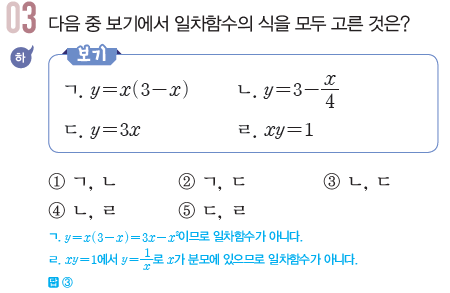 03 다음 중 보기에서 일차함수의 식을 모두 고른 것은?
하
보기
ㄱ. y=x(3-x) ㄴ. y=3-x/4
ㄷ. y=3x ㄹ. xy=1
① ㄱ, ㄴ ② ㄱ, ㄷ ③ ㄴ, ㄷ
④ ㄴ, ㄹ ⑤ ㄷ, ㄹ
ㄱ. y=x(3-x)=3x-x²이므로 일차함수가 아니다.
ㄹ. xy=1에서 y=1/x로 x가 분모에 있으므로 일차함수가 아니다.
답 ③